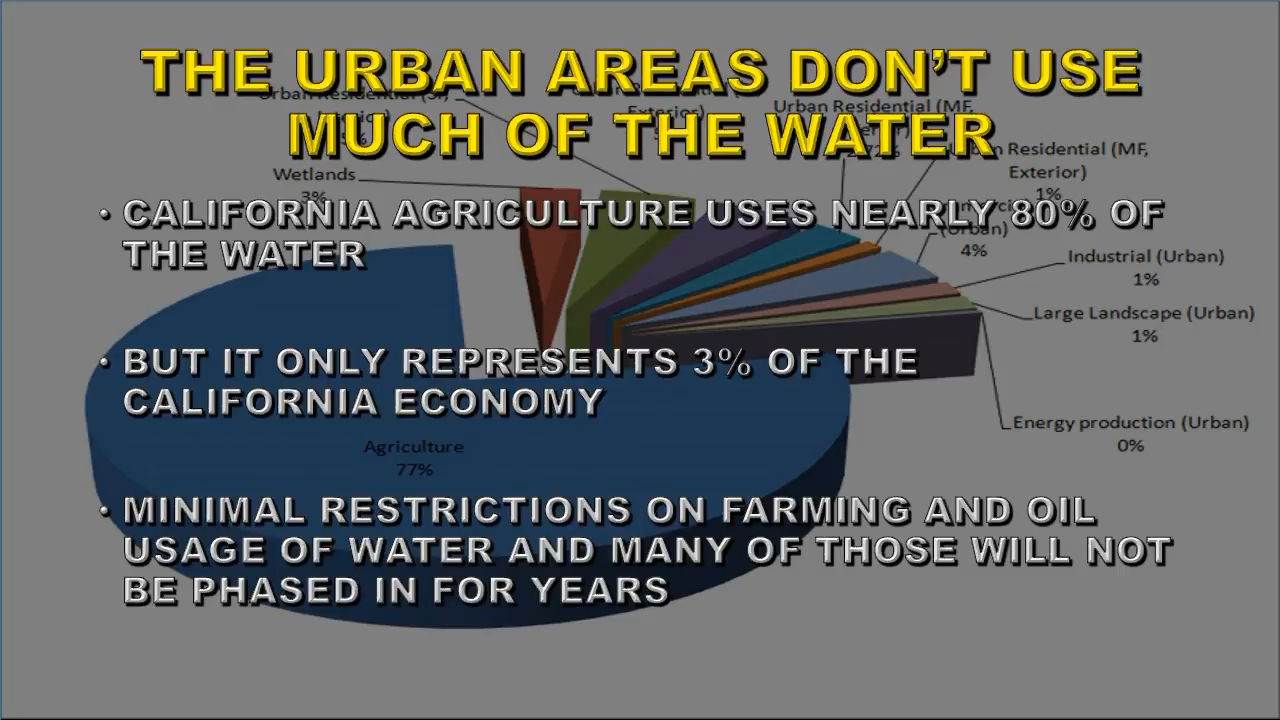 THE URBAN AREAS DON'T USE
MUCH OF THE WATER
Urban Residential (MF,
Residential (MF,
Exterior)
1%
Wetlands
3%
• CALIFORNIA AGRICULTURE USES NEARLY 80% OF
THE WATER
(Urban)
4%
Industrial (Urban)
1%
Large Landscape (Urban)
1%
• BUT IT ONLY REPRESENTS 3% OF THE
CALIFORNIA ECONOMY
Energy production (Urban)
0%
Agriculture
77%
• MINIMAL RESTRICTIONS ON FARMING AND OIL
USAGE OF WATER AND MANY OF THOSE WILL NOT
BE PHASED IN FOR YEARS